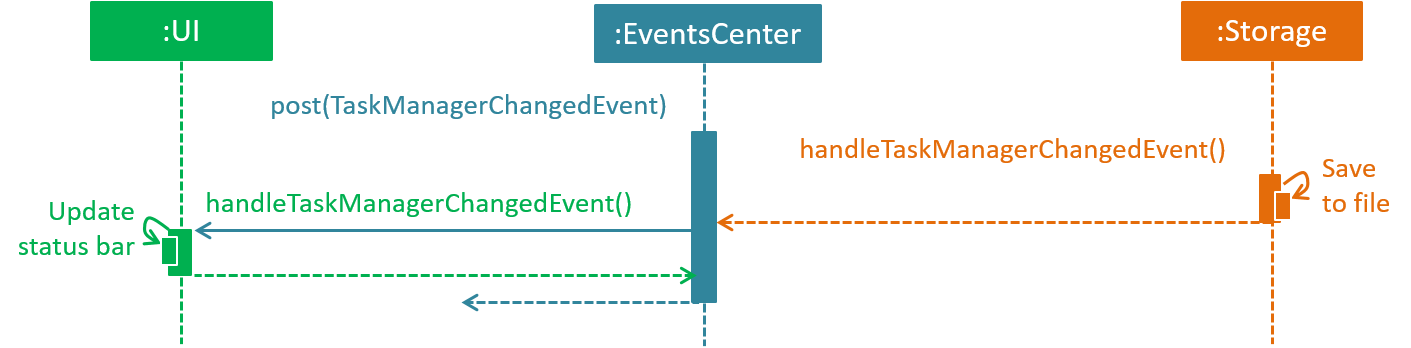 :UI
:EventsCenter
:Storage
post(TaskManagerChangedEvent)
handleTaskManagerChangedEvent()
Save
to file
handleTaskManagerChangedEvent()
Update
status bar